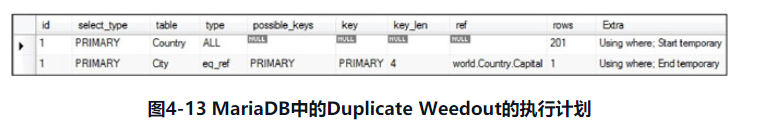 id select_type table type possible_keys key key_len ref rows Extra
1 PRIMARY Country ALL NULL NULL NULL NULL 201 Using where; Start temporary
1 PRIMARY City eq_ref PRIMARY PRIMARY 4 world.Country.Capital 1 Using where; End temporary
图4-13 MariaDB中的Duplicate Weedout的执行计划